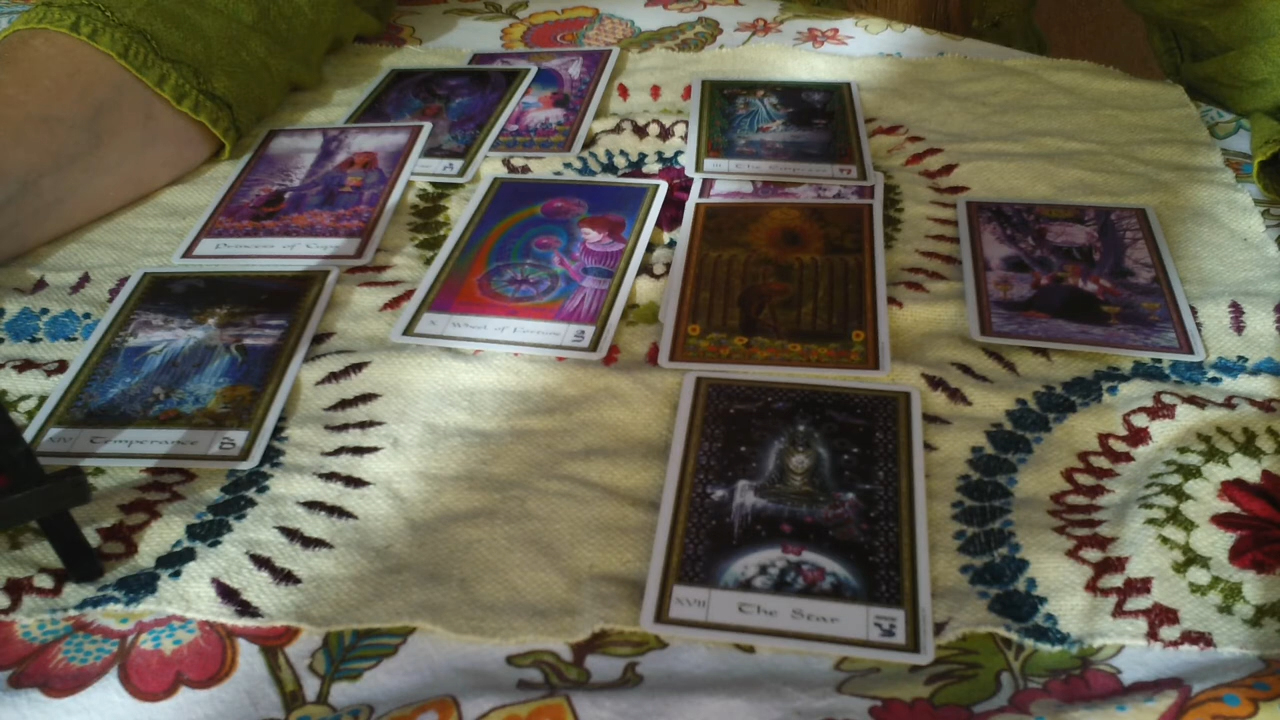 III The Empress
Princess of Cups
X Wheel of Fortune
XIV Temperance
XVII The Star